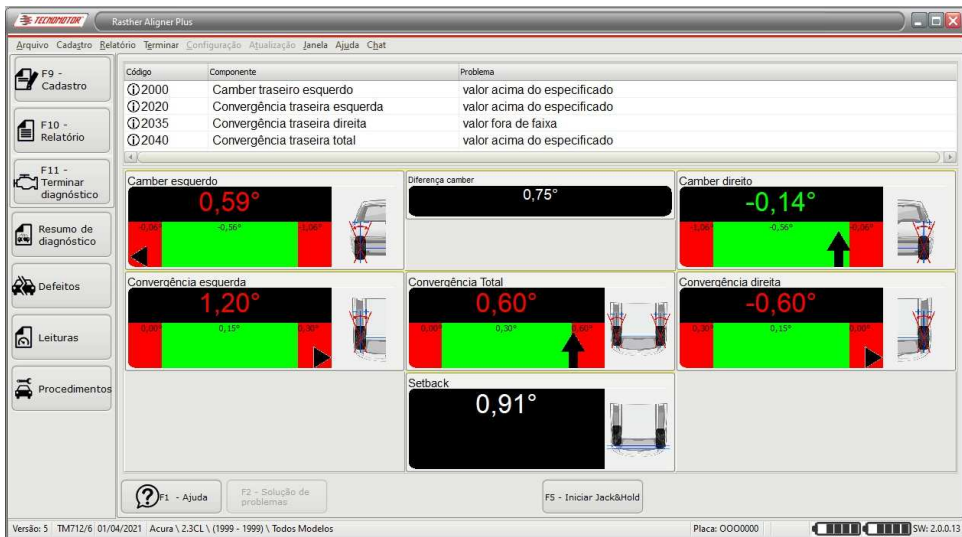 TECNOMOTOR Rasther Aligner Plus
Arquivo Cadastro Relatório Terminar Configuração Atualização Janela Ajuda Chat
F9 -
Cadastro
F10 -
Relatório
F11 -
Terminar
diagnóstico
Resumo de
diagnóstico
Defeitos
Leituras
Procedimentos
Código Componente Problema
2000 Camber traseiro esquerdo valor acima do especificado
2020 Convergência traseira esquerda valor acima do especificado
2035 Convergência traseira direita valor fora de faixa
2040 Convergência traseira total valor acima do especificado
Camber esquerdo
0,59°
-0,06° -0,56° -1,06°
Diferença camber
0,75°
Camber direito
-0,14°
-1,06° -0,56° -0,06°
Convergência esquerda
1,20°
0,00° 0,15° 0,30°
Convergência Total
0,60°
0,00° 0,30° 0,60°
Convergência direita
-0,60°
0,30° 0,15° 0,00°
Setback
0,91°
F1 - Ajuda
F2 - Solução de
problemas
F5 - Iniciar Jack&Hold
Versão: 5 TM712/6 01/04/2021 Acura \ 2.3CL \ (1999 - 1999) \ Todos Modelos Placa: OOO0000 SW: 2.0.0.13